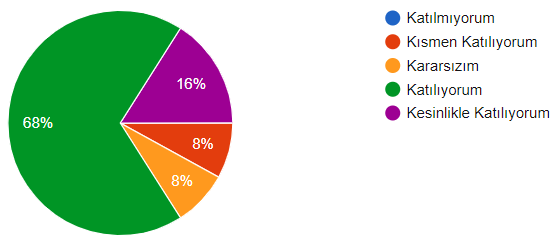 Katılmıyorum
Kısmen Katılıyorum
Kararsızım
Katılıyorum
Kesinlikle Katılıyorum
16%
68%
8%
8%